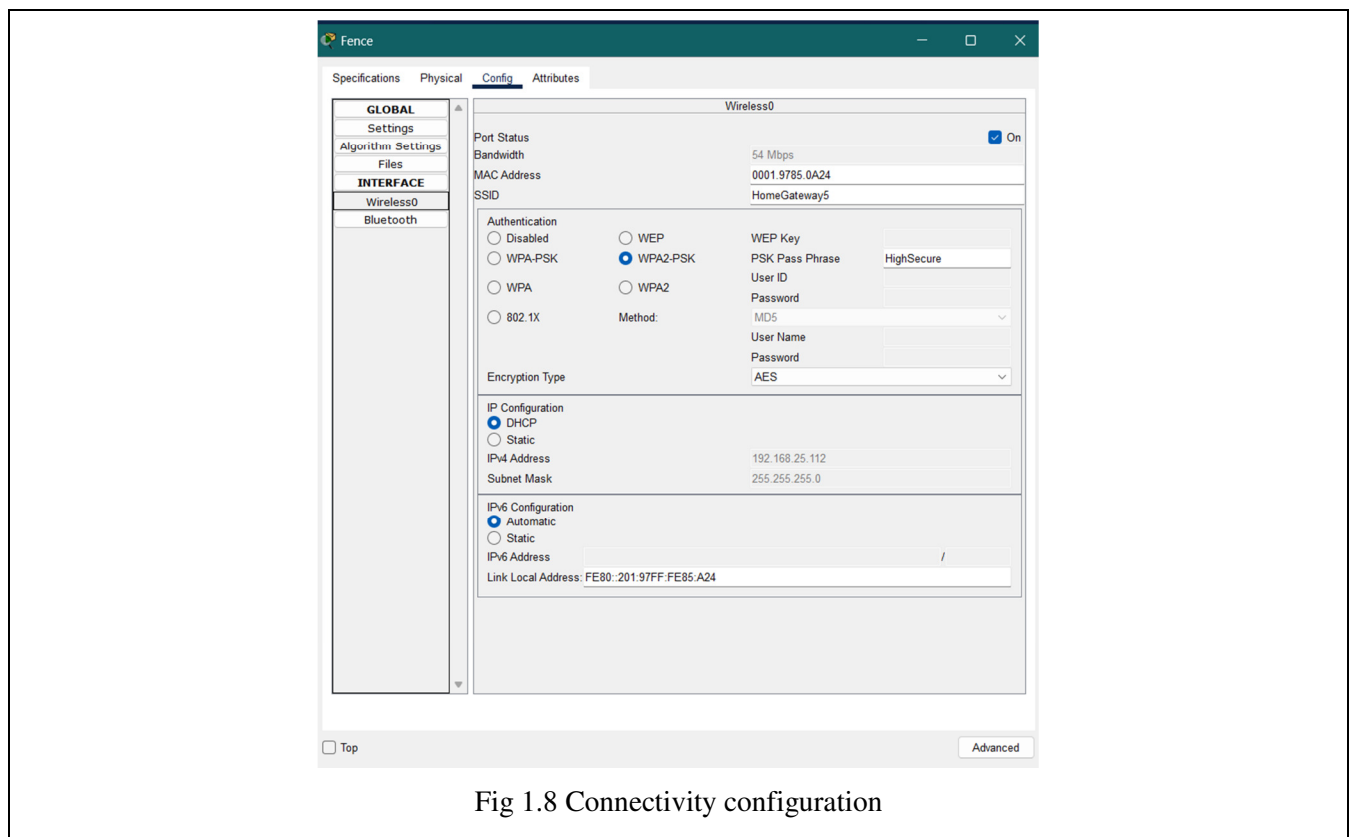 Fence
Specifications Physical Config Attributes
GLOBAL
Settings
Algorithm Settings
Files
INTERFACE
Wireless0
Bluetooth
Wireless0
Port Status On
Bandwidth 54 Mbps
MAC Address 0001.9785.0A24
SSID HomeGateway5
Authentication
Disabled WEP WEP Key
WPA-PSK WPA2-PSK PSK Pass Phrase HighSecure
User ID
WPA WPA2
Password
802.1X Method: MD5
User Name
Password
Encryption Type AES
IP Configuration
DHCP
Static
IPv4 Address 192.168.25.112
Subnet Mask 255.255.255.0
IPv6 Configuration
Automatic
Static
IPv6 Address /
Link Local Address: FE80::201:97FF:FE85:A24
Top Advanced
Fig 1.8 Connectivity configuration